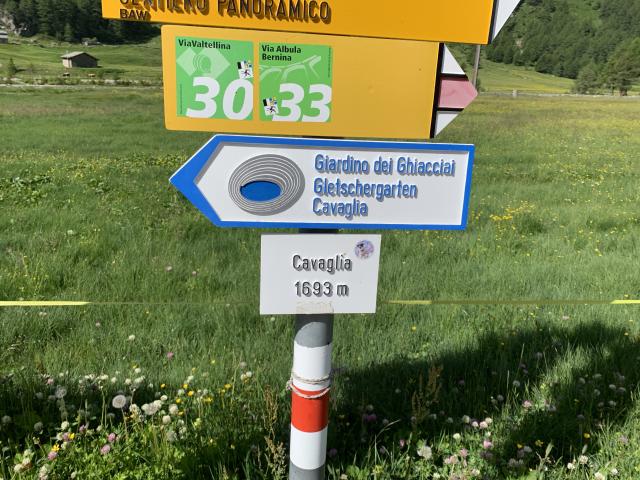 SENTIERO PANORAMICO
BAW
ViaValtellina
30
Via Albula
Bernina
33
Giardino dei Ghiacciai
Gletschergarten
Cavaglia
Cavaglia
1693 m